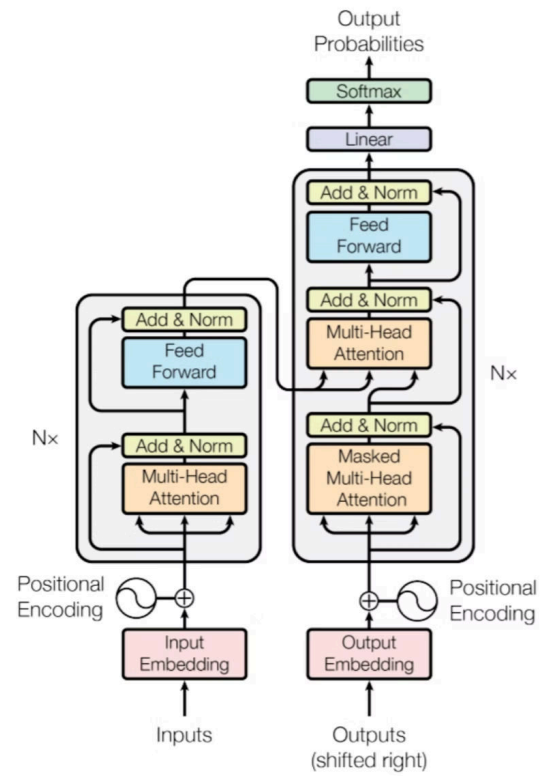 Output
Probabilities
Softmax
Linear
Add & Norm
Feed
Forward
Add & Norm
Multi-Head
Attention
Add & Norm
Masked
Multi-Head
Attention
Nx
Add & Norm
Feed
Forward
Add & Norm
Multi-Head
Attention
Nx
Positional
Encoding
Input
Embedding
Inputs
Positional
Encoding
Output
Embedding
Outputs
(shifted right)